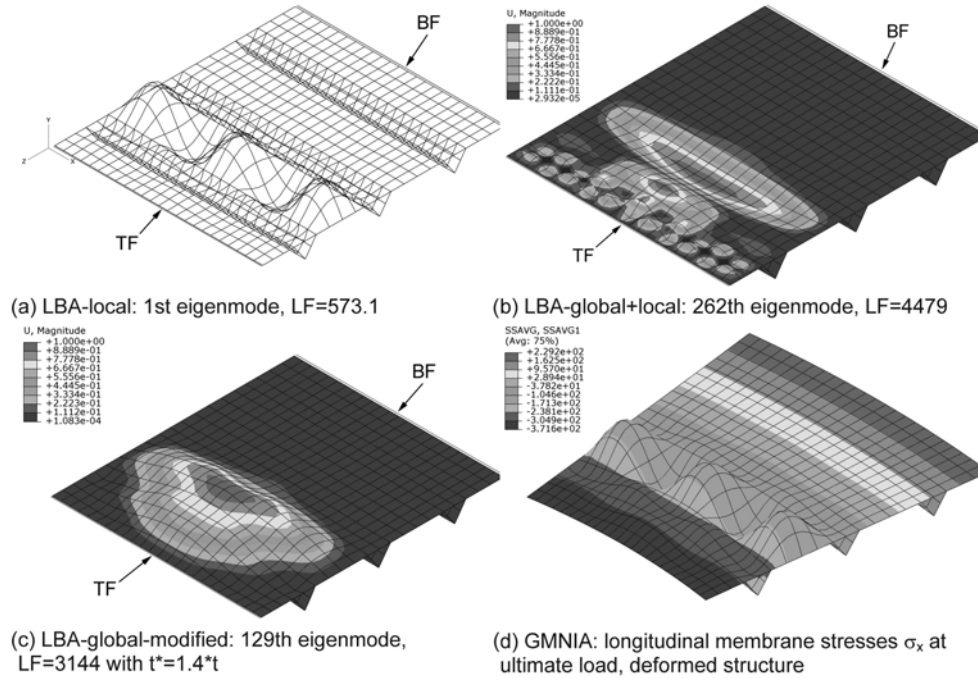 BF
Y
Z
X
TF
(a) LBA-local: 1st eigenmode, LF=573.1
U, Magnitude
+1.000e+00
+8.889e-01
+7.778e-01
+6.667e-01
+5.556e-01
+4.445e-01
+3.334e-01
+2.222e-01
+1.111e-01
+2.932e-05
BF
TF
(b) LBA-global+local: 262th eigenmode, LF=4479
U, Magnitude
+1.000e+00
+8.889e-01
+7.778e-01
+6.667e-01
+5.556e-01
+4.445e-01
+3.334e-01
+2.223e-01
+1.112e-01
+1.083e-04
BF
TF
(c) LBA-global-modified: 129th eigenmode,
LF=3144 with t*=1.4*t
SSAVG, SSAVG1
(Avg: 75%)
+2.292e+02
+1.625e+02
+9.570e+01
+2.894e+01
-3.782e+01
-1.046e+02
-1.713e+02
-2.381e+02
-3.049e+02
-3.716e+02
(d) GMNIA: longitudinal membrane stresses σx at
ultimate load, deformed structure